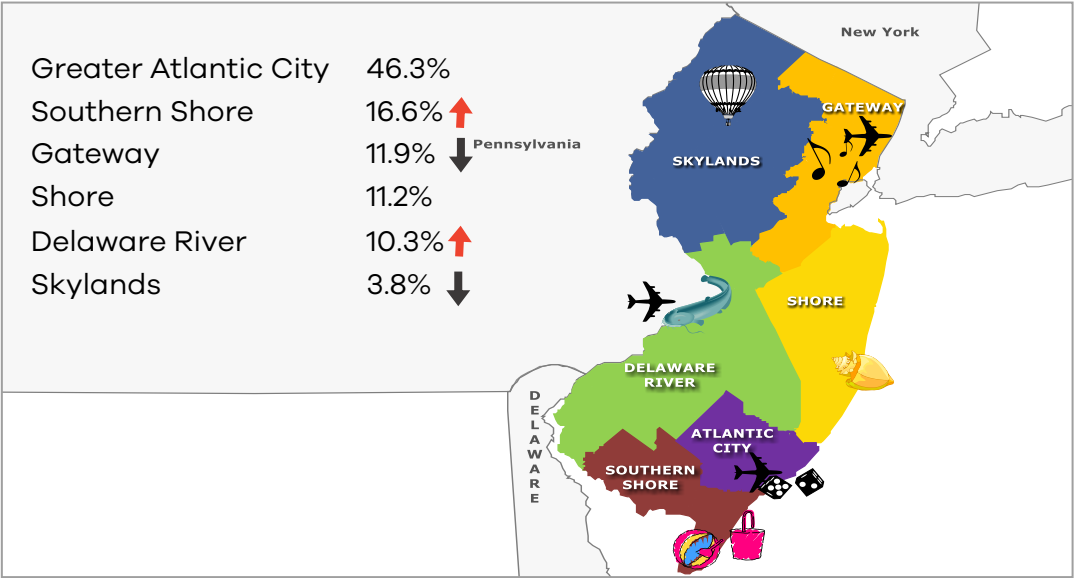 Greater Atlantic City 46.3%
Southern Shore 16.6%
Gateway 11.9%
Shore 11.2%
Delaware River 10.3%
Skylands 3.8%
New York
Pennsylvania
GATEWAY
SKYLANDS
SHORE
DELAWARE
RIVER
DELAWARE
ATLANTIC
CITY
SOUTHERN
SHORE